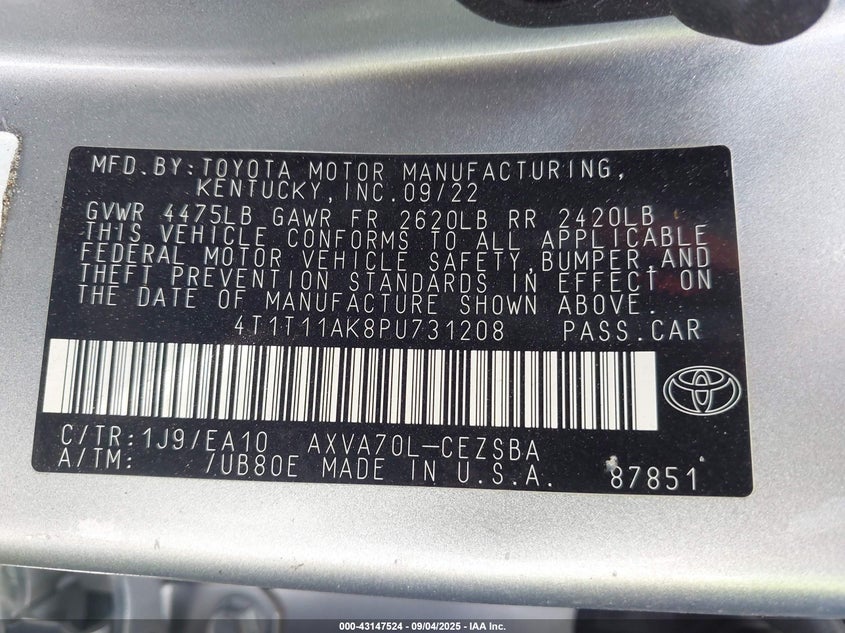 MFD. BY: TOYOTA MOTOR MANUFACTURING,
KENTUCKY, INC. 09/22
GVWR 4475LB GAWR FR 2620LB RR 2420LB
THIS VEHICLE CONFORMS TO ALL APPLICABLE
FEDERAL MOTOR VEHICLE SAFETY, BUMPER, AND
THEFT PREVENTION STANDARDS IN EFFECT ON
THE DATE OF MANUFACTURE SHOWN ABOVE.
4T1T11AK8PU731208 PASS. CAR
C/TR: 1J9/EA10 AXVA70L-CEZSBA
A/TM: /UB80E MADE IN U.S.A. 87851
000-43147524 | 09/04/2025 | IAA Inc.